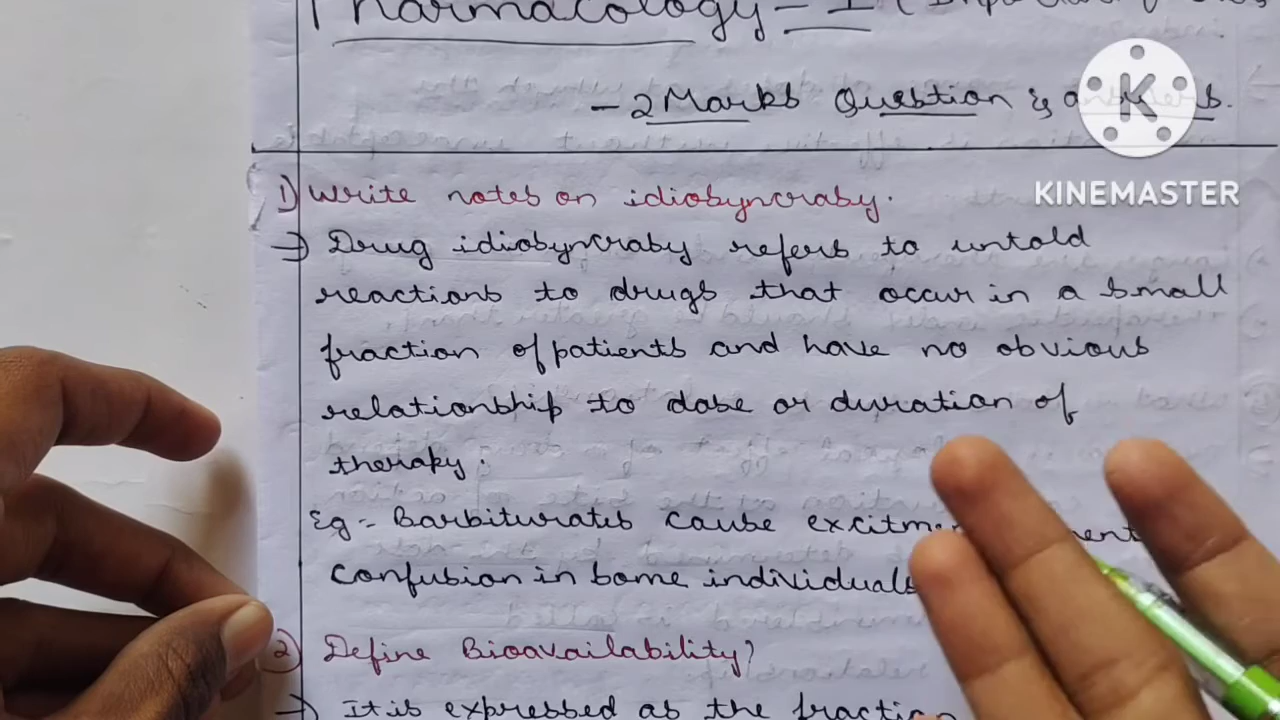 Pharmacology - I
- 2 Marks Question & answers.
KINEMASTER
1) Write notes on idiosyncrasy.
→ Drug idiosyncrasy refers to untold
reactions to drugs that occur in a small
fraction of patients and have no obvious
relationship to dose or duration of
therapy.
Eg :- Barbiturates cause
confusion in some individuals
2) Define Bioavailability?
→ It is expressed as the fraction